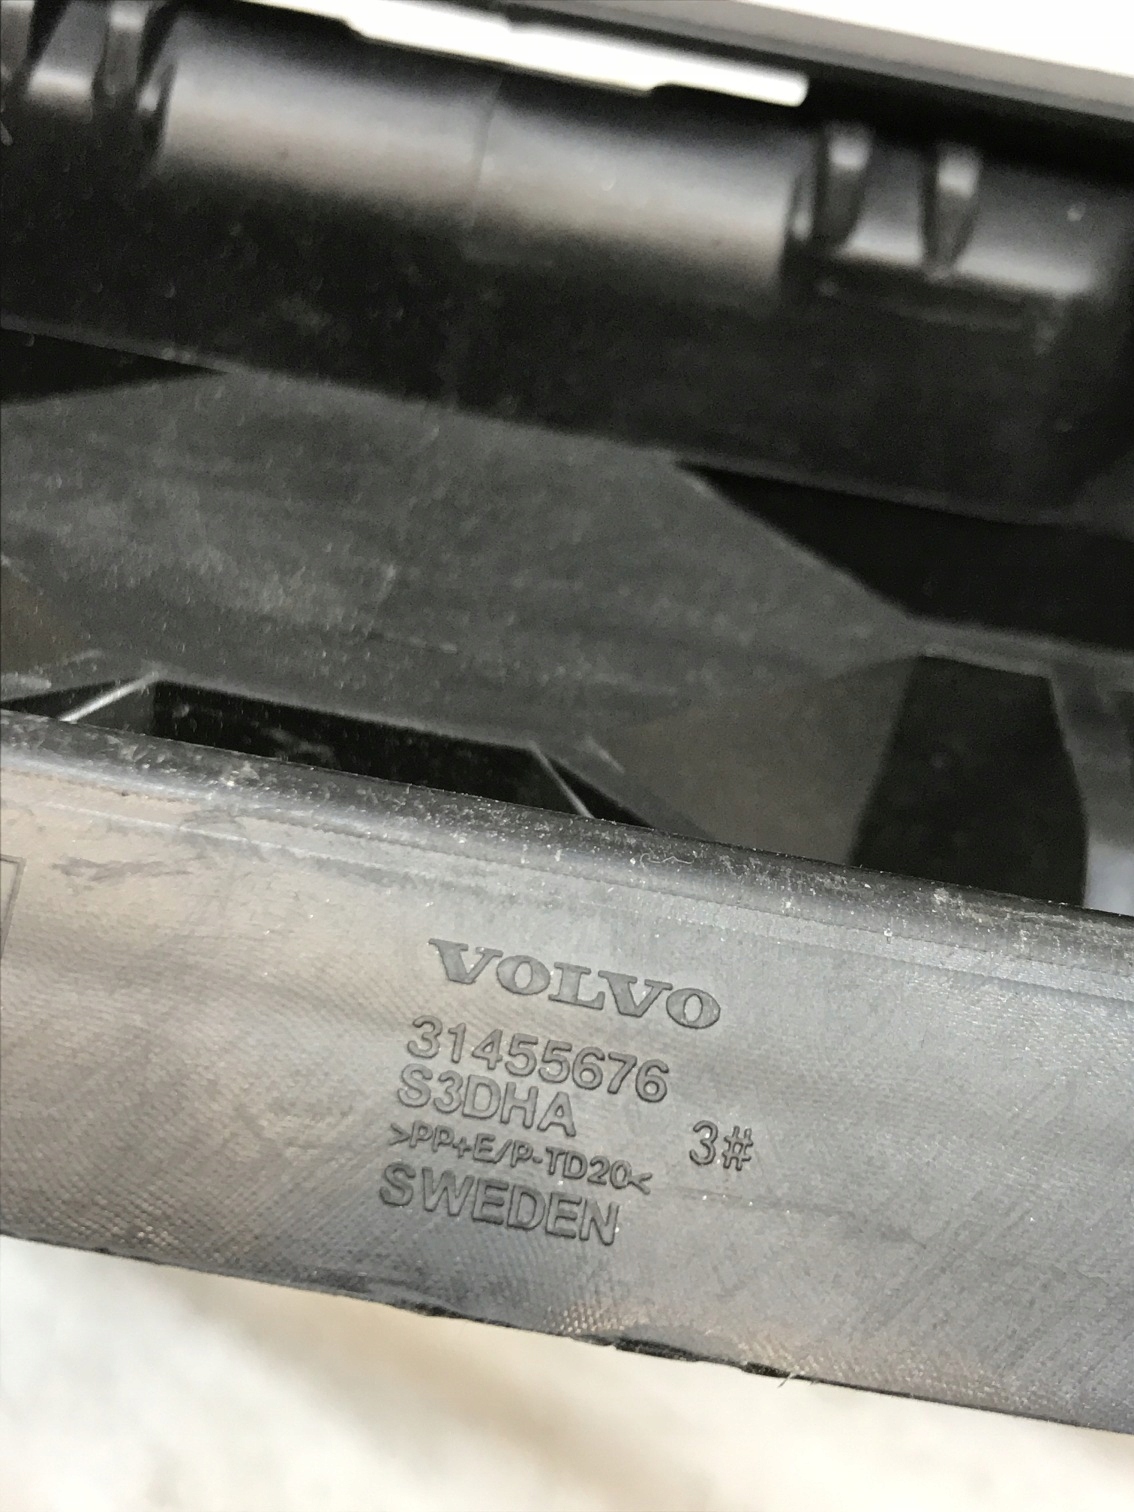 VOLVO
31455676
S3DHA
3#
>PP+E/P-TD20<
SWEDEN